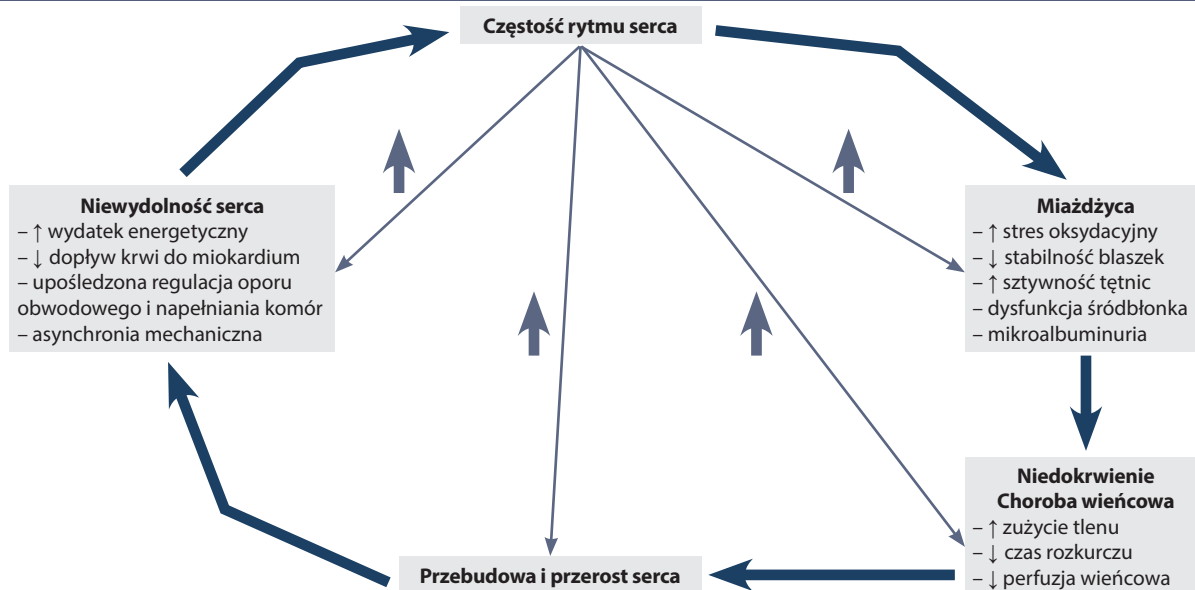 Częstość rytmu serca
Niewydolność serca
– ↑ wydatek energetyczny
– ↓ dopływ krwi do miokardium
– upośledzona regulacja oporu
obwodowego i napełniania komór
– asynchronia mechaniczna
Miażdżyca
– ↑ stres oksydacyjny
– ↓ stabilność blaszek
– ↑ sztywność tętnic
– dysfunkcja śródbłonka
– mikroalbuminuria
Niedokrwienie
Choroba wieńcowa
– ↑ zużycie tlenu
– ↓ czas rozkurczu
– ↓ perfuzja wieńcowa
Przebudowa i przerost serca